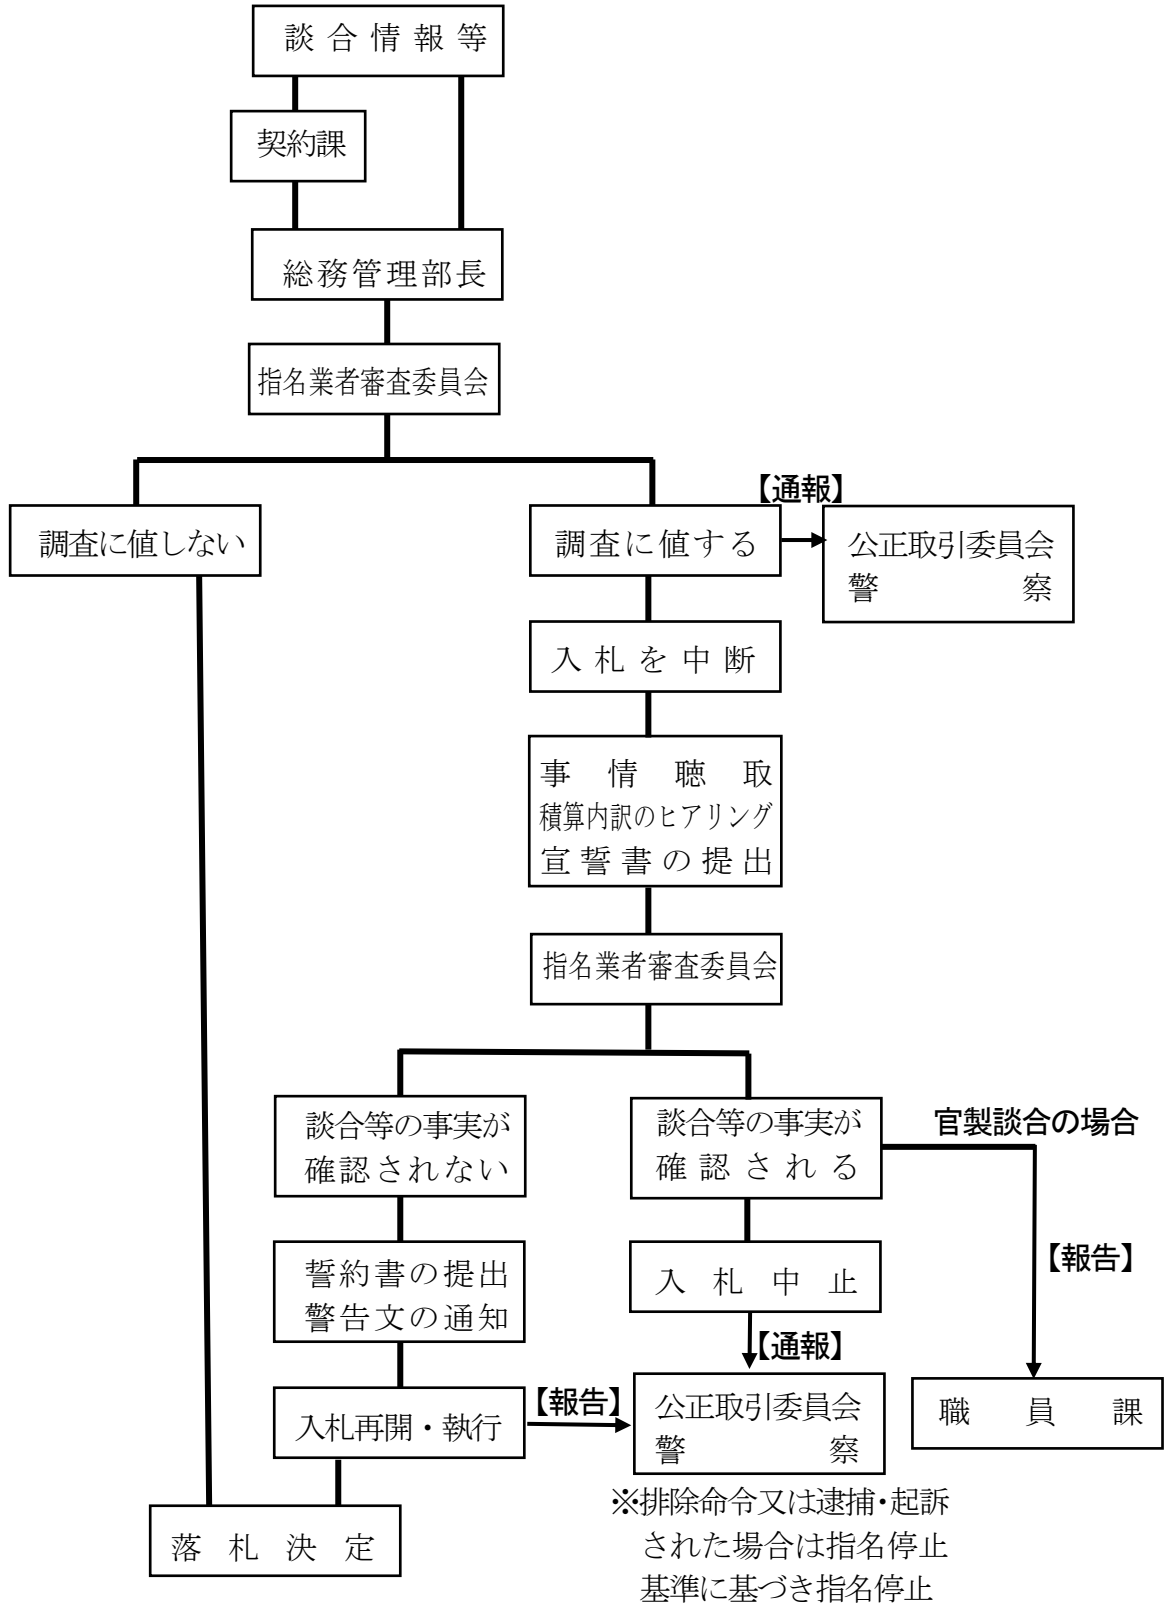 談合情報等
契約課
総務管理部長
指名業者審査委員会
調査に値しない
調査に値する
【通報】
公正取引委員会
警察
入札を中断
事情聴取
積算内訳のヒアリング
宣誓書の提出
指名業者審査委員会
談合等の事実が
確認されない
談合等の事実が
確認される
官製談合の場合
【報告】
誓約書の提出
警告文の通知
入札中止
【通報】
入札再開・執行
【報告】
公正取引委員会
警察
職員課
※排除命令又は逮捕・起訴
された場合は指名停止
基準に基づき指名停止
落札決定